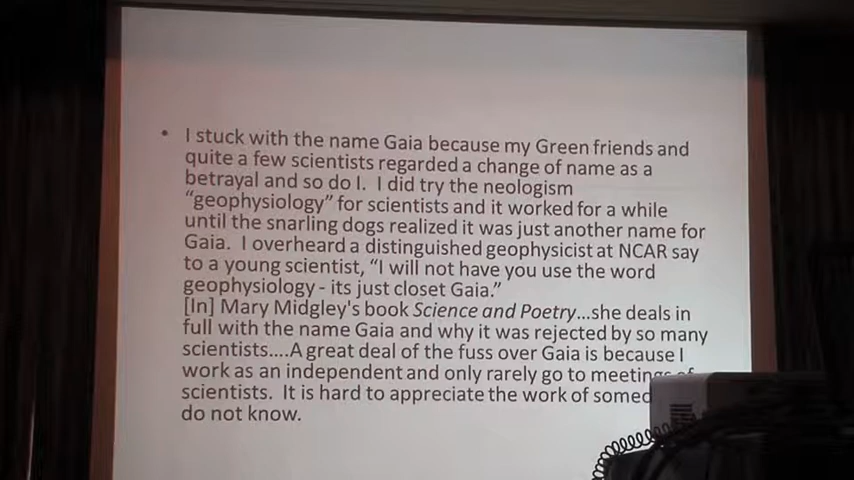 • I stuck with the name Gaia because my Green friends and
quite a few scientists regarded a change of name as a
betrayal and so do I.  I did try the neologism
“geophysiology” for scientists and it worked for a while
until the snarling dogs realized it was just another name for
Gaia.  I overheard a distinguished geophysicist at NCAR say
to a young scientist, “I will not have you use the word
geophysiology - its just closet Gaia.”
[In] Mary Midgley's book Science and Poetry...she deals in
full with the name Gaia and why it was rejected by so many
scientists....A great deal of the fuss over Gaia is because I
work as an independent and only rarely go to meetings of
scientists.  It is hard to appreciate the work of
do not know.